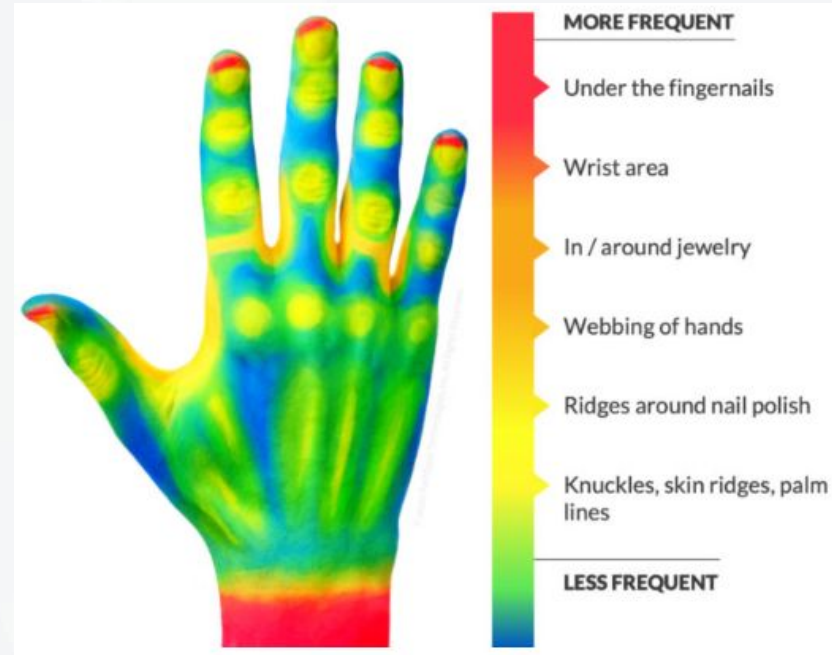 MORE FREQUENT
Under the fingernails
Wrist area
In / around jewelry
Webbing of hands
Ridges around nail polish
Knuckles, skin ridges, palm
lines
LESS FREQUENT